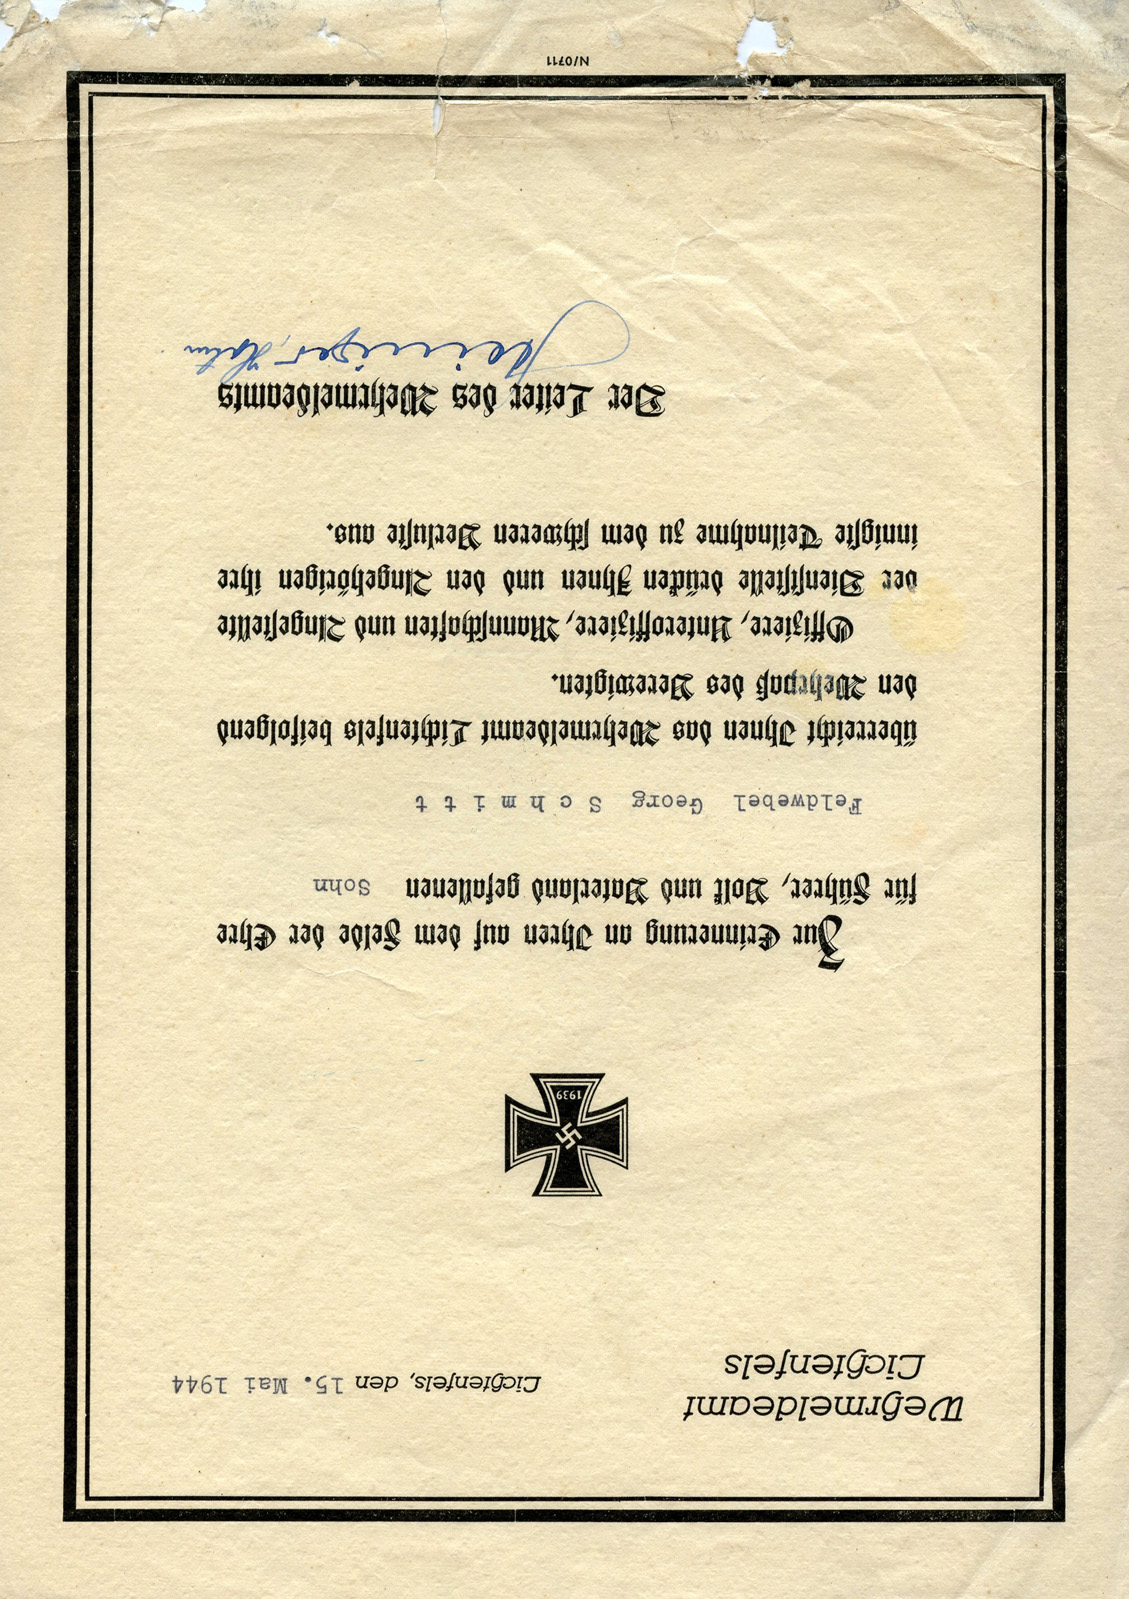 Wehrmeldeamt
Lichtenfels
Lichtenfels, den 15. Mai 1944
1939
Zur Erinnerung an Ihren auf dem Felde der Ehre
für Führer, Volk und Vaterland gefallenen Sohn
Feldwebel Georg S c h m i t t
überreicht Ihnen das Wehrmeldeamt Lichtenfels beifolgend
den Wehrpaß des Verewigten.
Offiziere, Unteroffiziere, Mannschaften und Angestellte
der Dienststelle drücken Ihnen und den Angehörigen ihre
innigste Teilnahme zu dem schweren Verluste aus.
Der Leiter des Wehrmeldeamts
N/0711